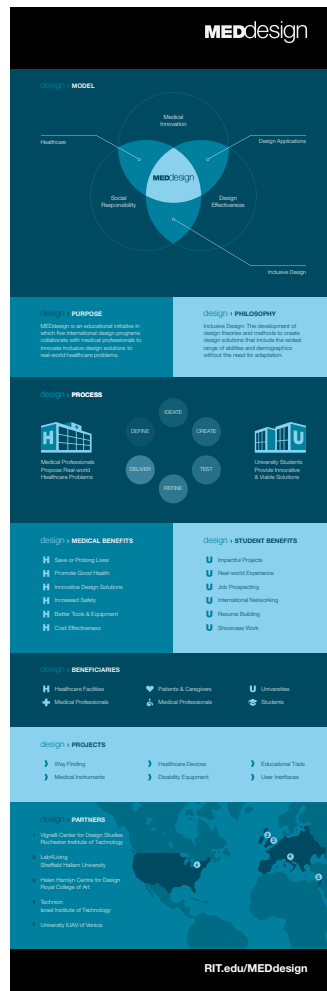 MEDdesign
design › MODEL
Medical
Innovation
Healthcare
Design Applications
MEDdesign
Social
Responsibility
Design
Effectiveness
Inclusive Design
design › PURPOSE
MEDdesign is an educational initiative in
which five international design programs
collaborate with medical professionals to
innovate inclusive design solutions to
real-world healthcare problems.
design › PHILOSOPHY
Inclusive Design: The development of
design theories and methods to create
design solutions that include the widest
range of abilities and demographics
without the need for adaptation.
design › PROCESS
IDEATE
DEFINE
CREATE
H
U
DELIVER
TEST
REFINE
Medical Professionals
Propose Real-world
Healthcare Problems
University Students
Provide Innovative
& Viable Solutions
design › MEDICAL BENEFITS
H Save or Prolong Lives
H Promote Good Health
H Innovative Design Solutions
H Increased Safety
H Better Tools & Equipment
H Cost Effectiveness
design › STUDENT BENEFITS
U Impactful Projects
U Real-world Experience
U Job Prospecting
U International Networking
U Resume Building
U Showcase Work
design › BENEFICIARIES
H Healthcare Facilities
Patients & Caregivers
U Universities
Medical Professionals
Medical Professionals
Students
design › PROJECTS
Way Finding
Healthcare Devices
Educational Tools
Medical Instruments
Disability Equipment
User Inerfaces
design › PARTNERS
Vignelli Center for Design Studies
Rochester Institute of Technology
Lab4Living
Sheffield Hallam University
Helen Hamlyn Centre for Design
Royal College of Art
Technion
Israel Institute of Technology
University IUAV of Venice
RIT.edu/MEDdesign